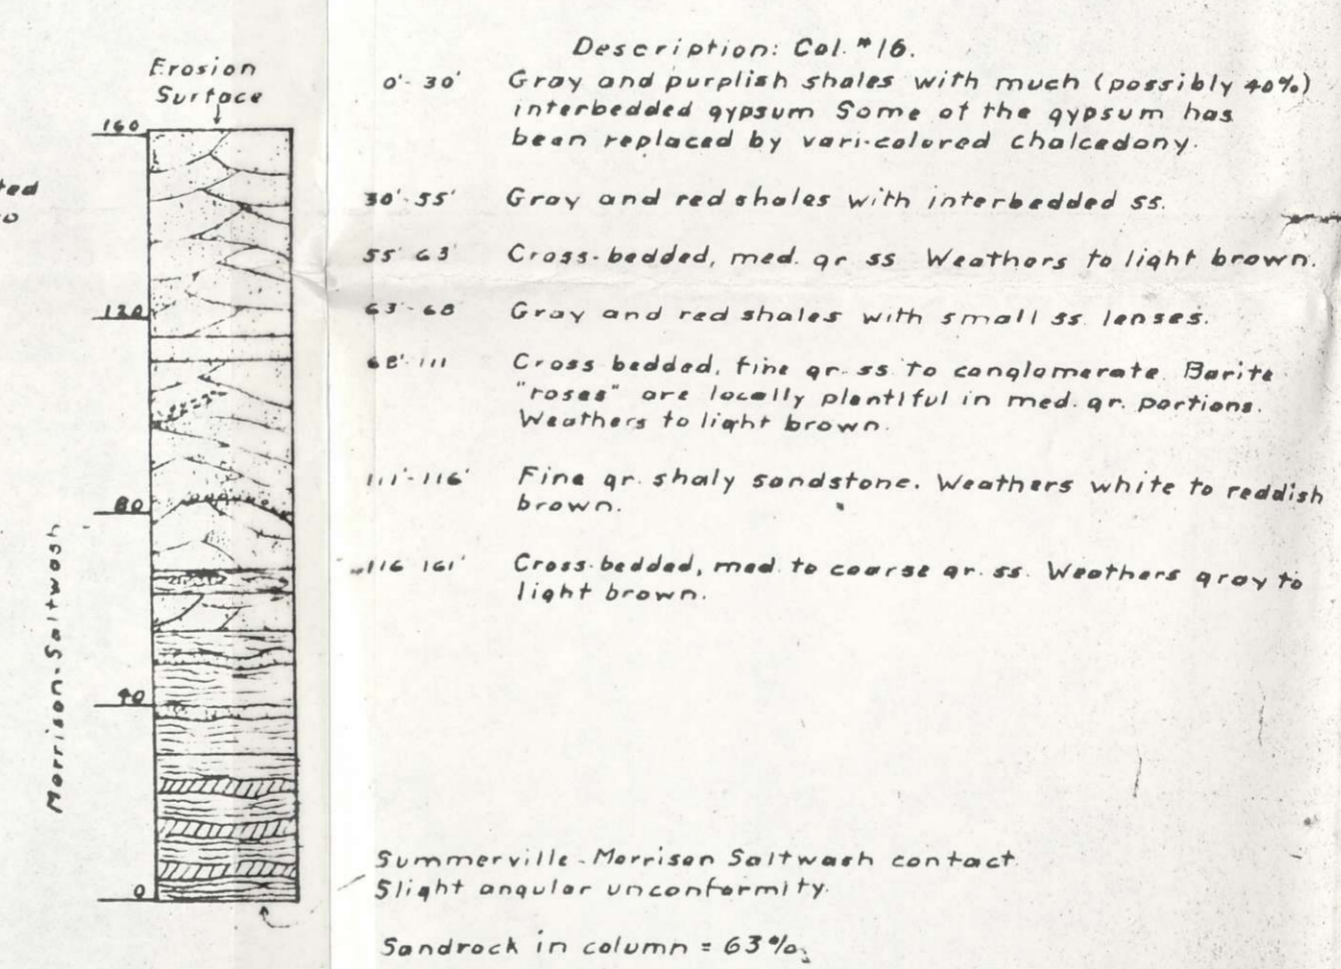 Description: Col. #16.
Erosion
Surface
0'-30' Gray and purplish shales with much (possibly 40%)
interbedded gypsum Some of the gypsum has
been replaced by vari-colored chalcedony.
30'-55' Gray and red shales with interbedded ss.
55' 63' Cross-bedded, med. gr ss Weathers to light brown.
63'-68 Gray and red shales with small ss lenses.
68'-111 Cross bedded, fine gr. ss to conglomerate. Barite
"roses" are locally plentiful in med. gr. portions.
Weathers to light brown.
111'-116' Fine gr. shaly sandstone. Weathers white to reddish
brown.
116 161' Cross-bedded, med. to coarse gr. ss. Weathers gray to
light brown.
160
120
80
40
0
Morrison-Saltwash
Summerville-Morrison Saltwash contact
Slight angular unconformity.
Sandrock in column = 63%.